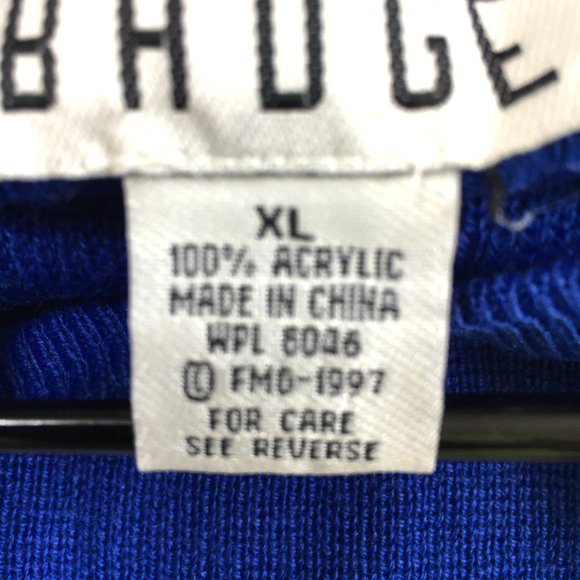 BADGE
XL
100% ACRYLIC
MADE IN CHINA
WPL 8046
© FMG-1997
FOR CARE
SEE REVERSE